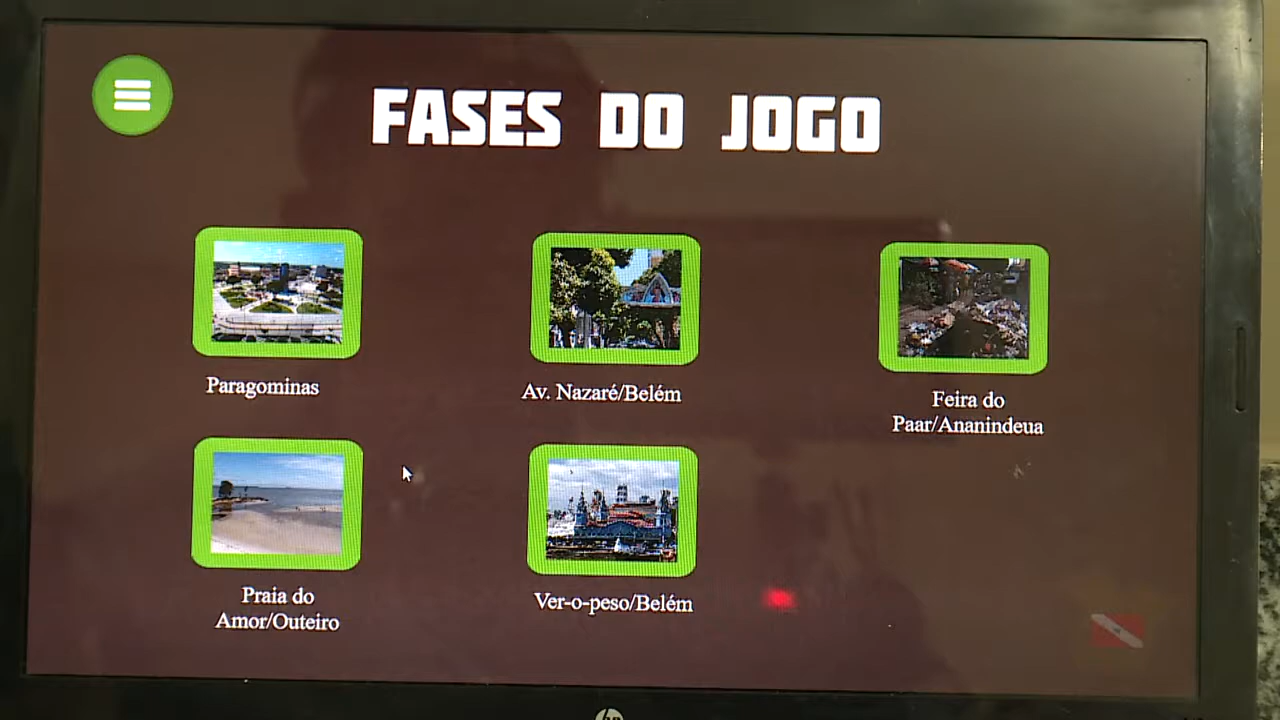 FASES DO JOGO
Paragominas
Av. Nazaré/Belém
Feira do
Paar/Ananindeua
Praia do
Amor/Outeiro
Ver-o-peso/Belém